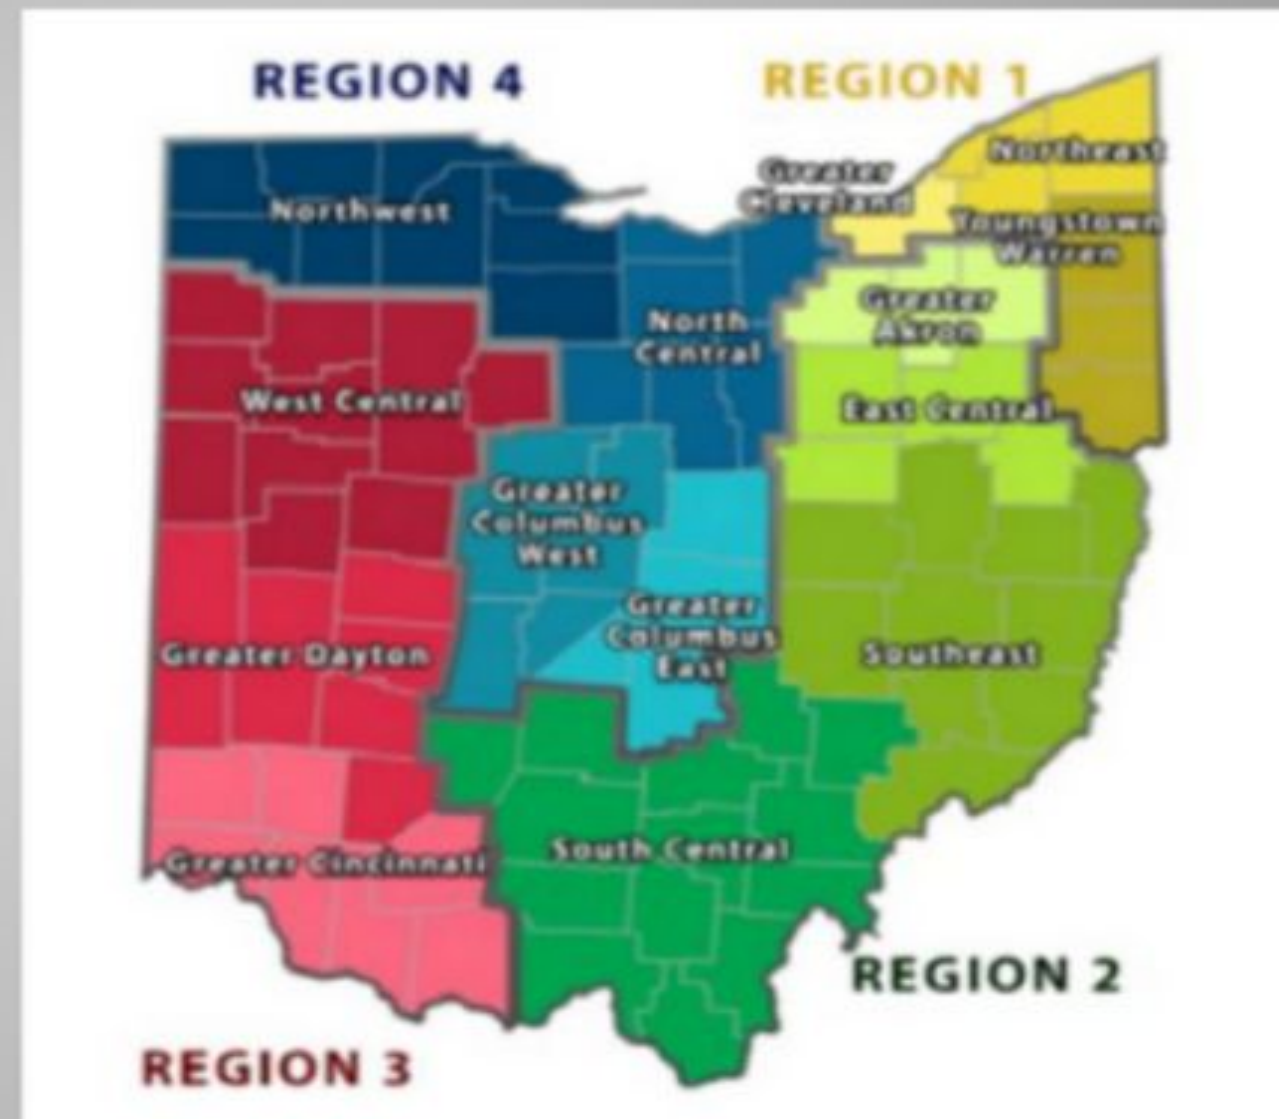 REGION 4
REGION 1
Northeast
Greater
Cleveland
Northwest
Youngstown
Warren
Greater
Akron
North
Central
West Central
East Central
Greater
Columbus
West
Greater
Columbus
East
Greater Dayton
Southeast
South Central
Greater Cincinnati
REGION 2
REGION 3